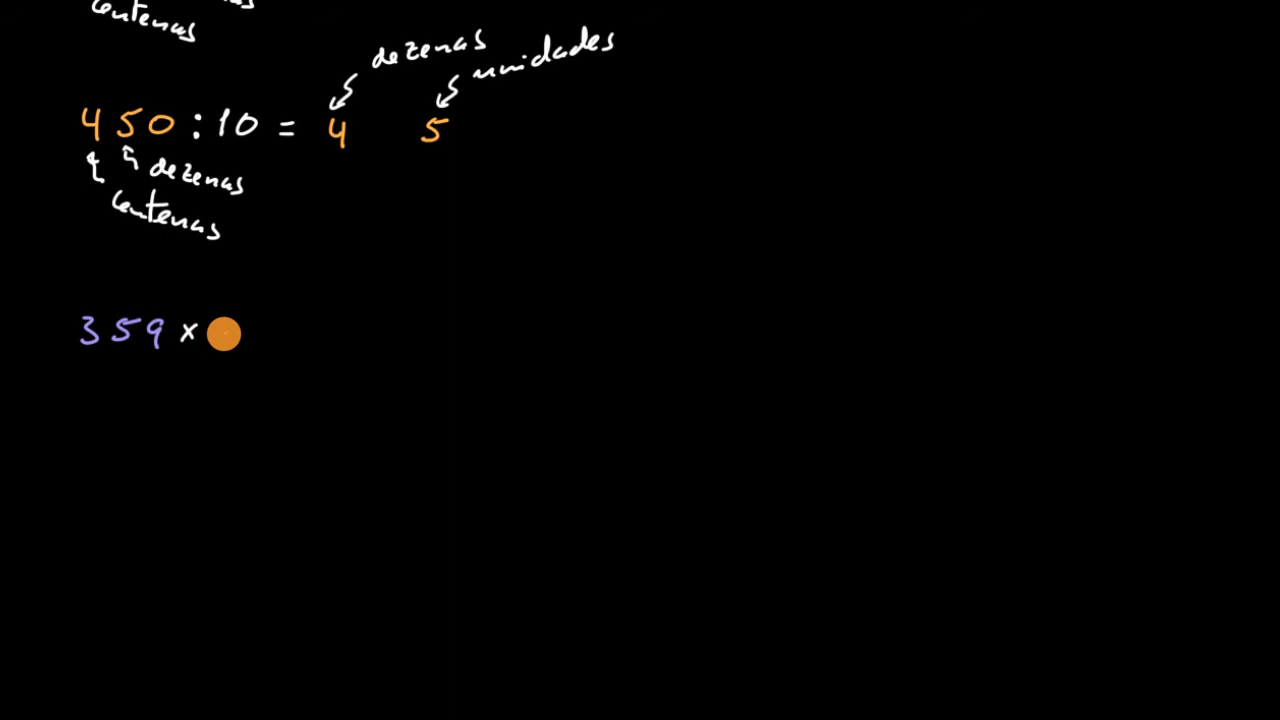 centenas
dezenas unidades
450 : 10 = 4 5
dezenas
centenas
359 ×